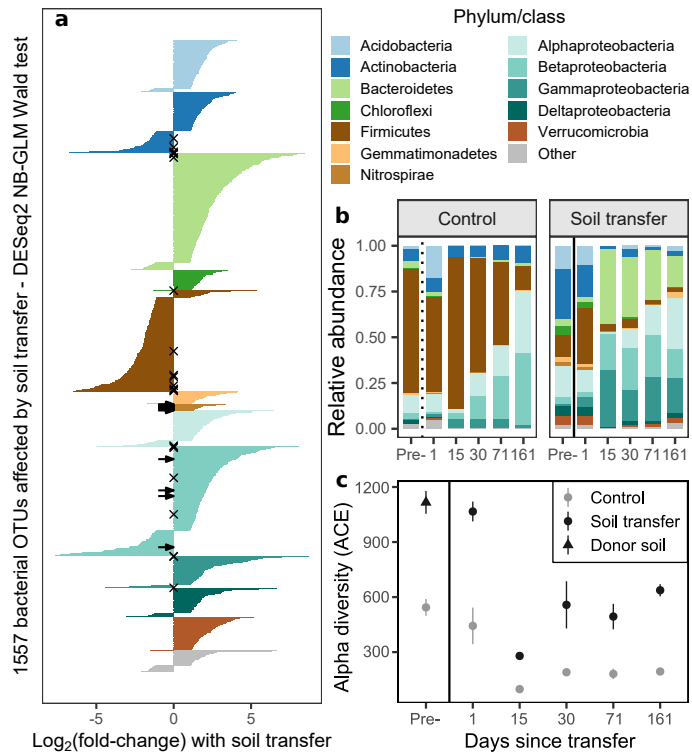 a
1557 bacterial OTUs affected by soil transfer - DESeq2 NB-GLM Wald test
-5 0 5
Log2(fold-change) with soil transfer
Phylum/class
Acidobacteria
Actinobacteria
Bacteroidetes
Chloroflexi
Firmicutes
Gemmatimonadetes
Nitrospirae
Alphaproteobacteria
Betaproteobacteria
Gammaproteobacteria
Deltaproteobacteria
Verrucomicrobia
Other
b
Control
Soil transfer
Relative abundance
1.00
0.75
0.50
0.25
0.00
Pre- 1 15 30 71 161
Pre- 1 15 30 71 161
c
Alpha diversity (ACE)
1200
900
600
300
Control
Soil transfer
Donor soil
Pre- 1 15 30 71 161
Days since transfer